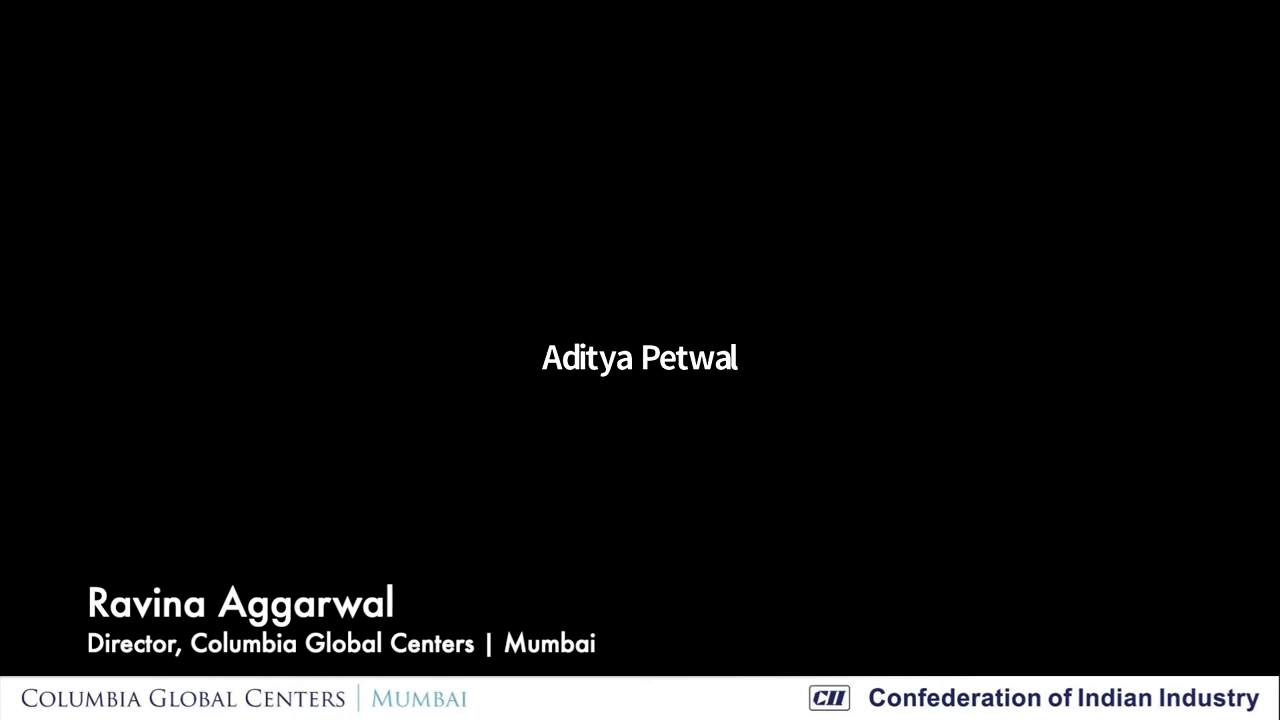 Aditya Petwal
Ravina Aggarwal
Director, Columbia Global Centers | Mumbai
COLUMBIA GLOBAL CENTERS | MUMBAI
CII Confederation of Indian Industry